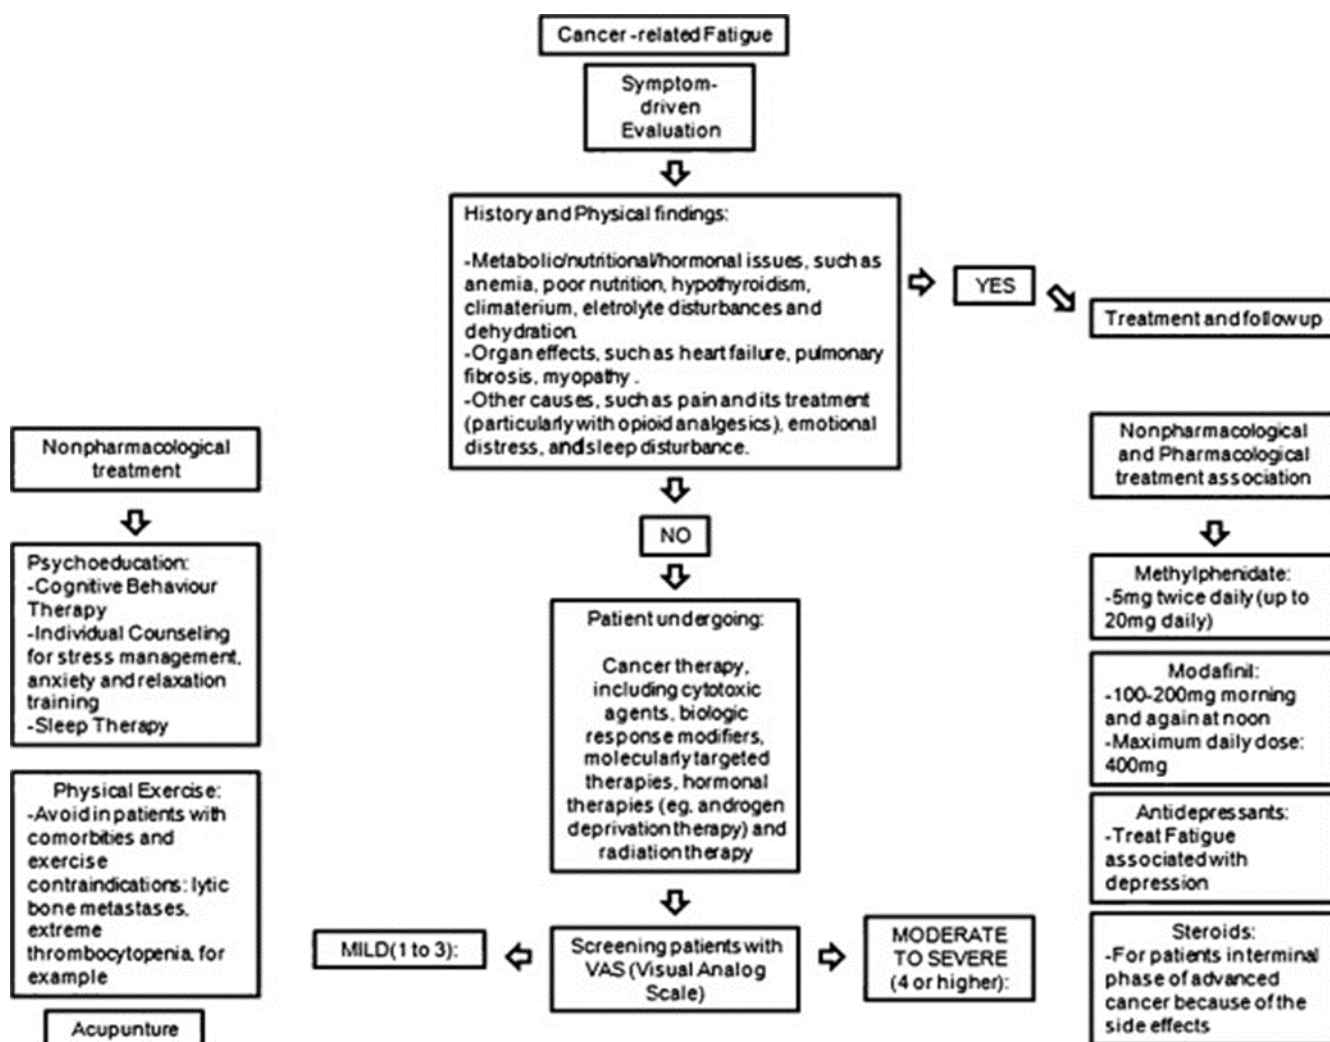 Cancer-related Fatigue
Symptom-
driven
Evaluation
History and Physical findings:
-Metabolic/nutritional/hormonal issues, such as
anemia, poor nutrition, hypothyroidism,
climaterium, eletrolyte disturbances and
dehydration.
-Organ effects, such as heart failure, pulmonary
fibrosis, myopathy.
-Other causes, such as pain and its treatment
(particularly with opioid analgesics), emotional
distress, and sleep disturbance.
YES
Treatment and follow up
NO
Patient undergoing:
Cancer therapy,
including cytotoxic
agents, biologic
response modifiers,
molecularly targeted
therapies, hormonal
therapies (eg, androgen
deprivation therapy) and
radiation therapy
Screening patients with
VAS (Visual Analog
Scale)
MILD(1 to 3):
MODERATE
TO SEVERE
(4 or higher):
Nonpharmacological
treatment
Psychoeducation:
-Cognitive Behaviour
Therapy
-Individual Counseling
for stress management,
anxiety and relaxation
training
-Sleep Therapy
Physical Exercise:
-Avoid in patients with
comorbities and
exercise
contraindications: lytic
bone metastases,
extreme
thrombocytopenia, for
example
Acupunture
Nonpharmacological
and Pharmacological
treatment association
Methylphenidate:
-5mg twice daily (up to
20mg daily)
Modafinil:
-100-200mg morning
and again at noon
-Maximum daily dose:
400mg
Antidepressants:
-Treat Fatigue
associated with
depression
Steroids:
-For patients in terminal
phase of advanced
cancer because of the
side effects